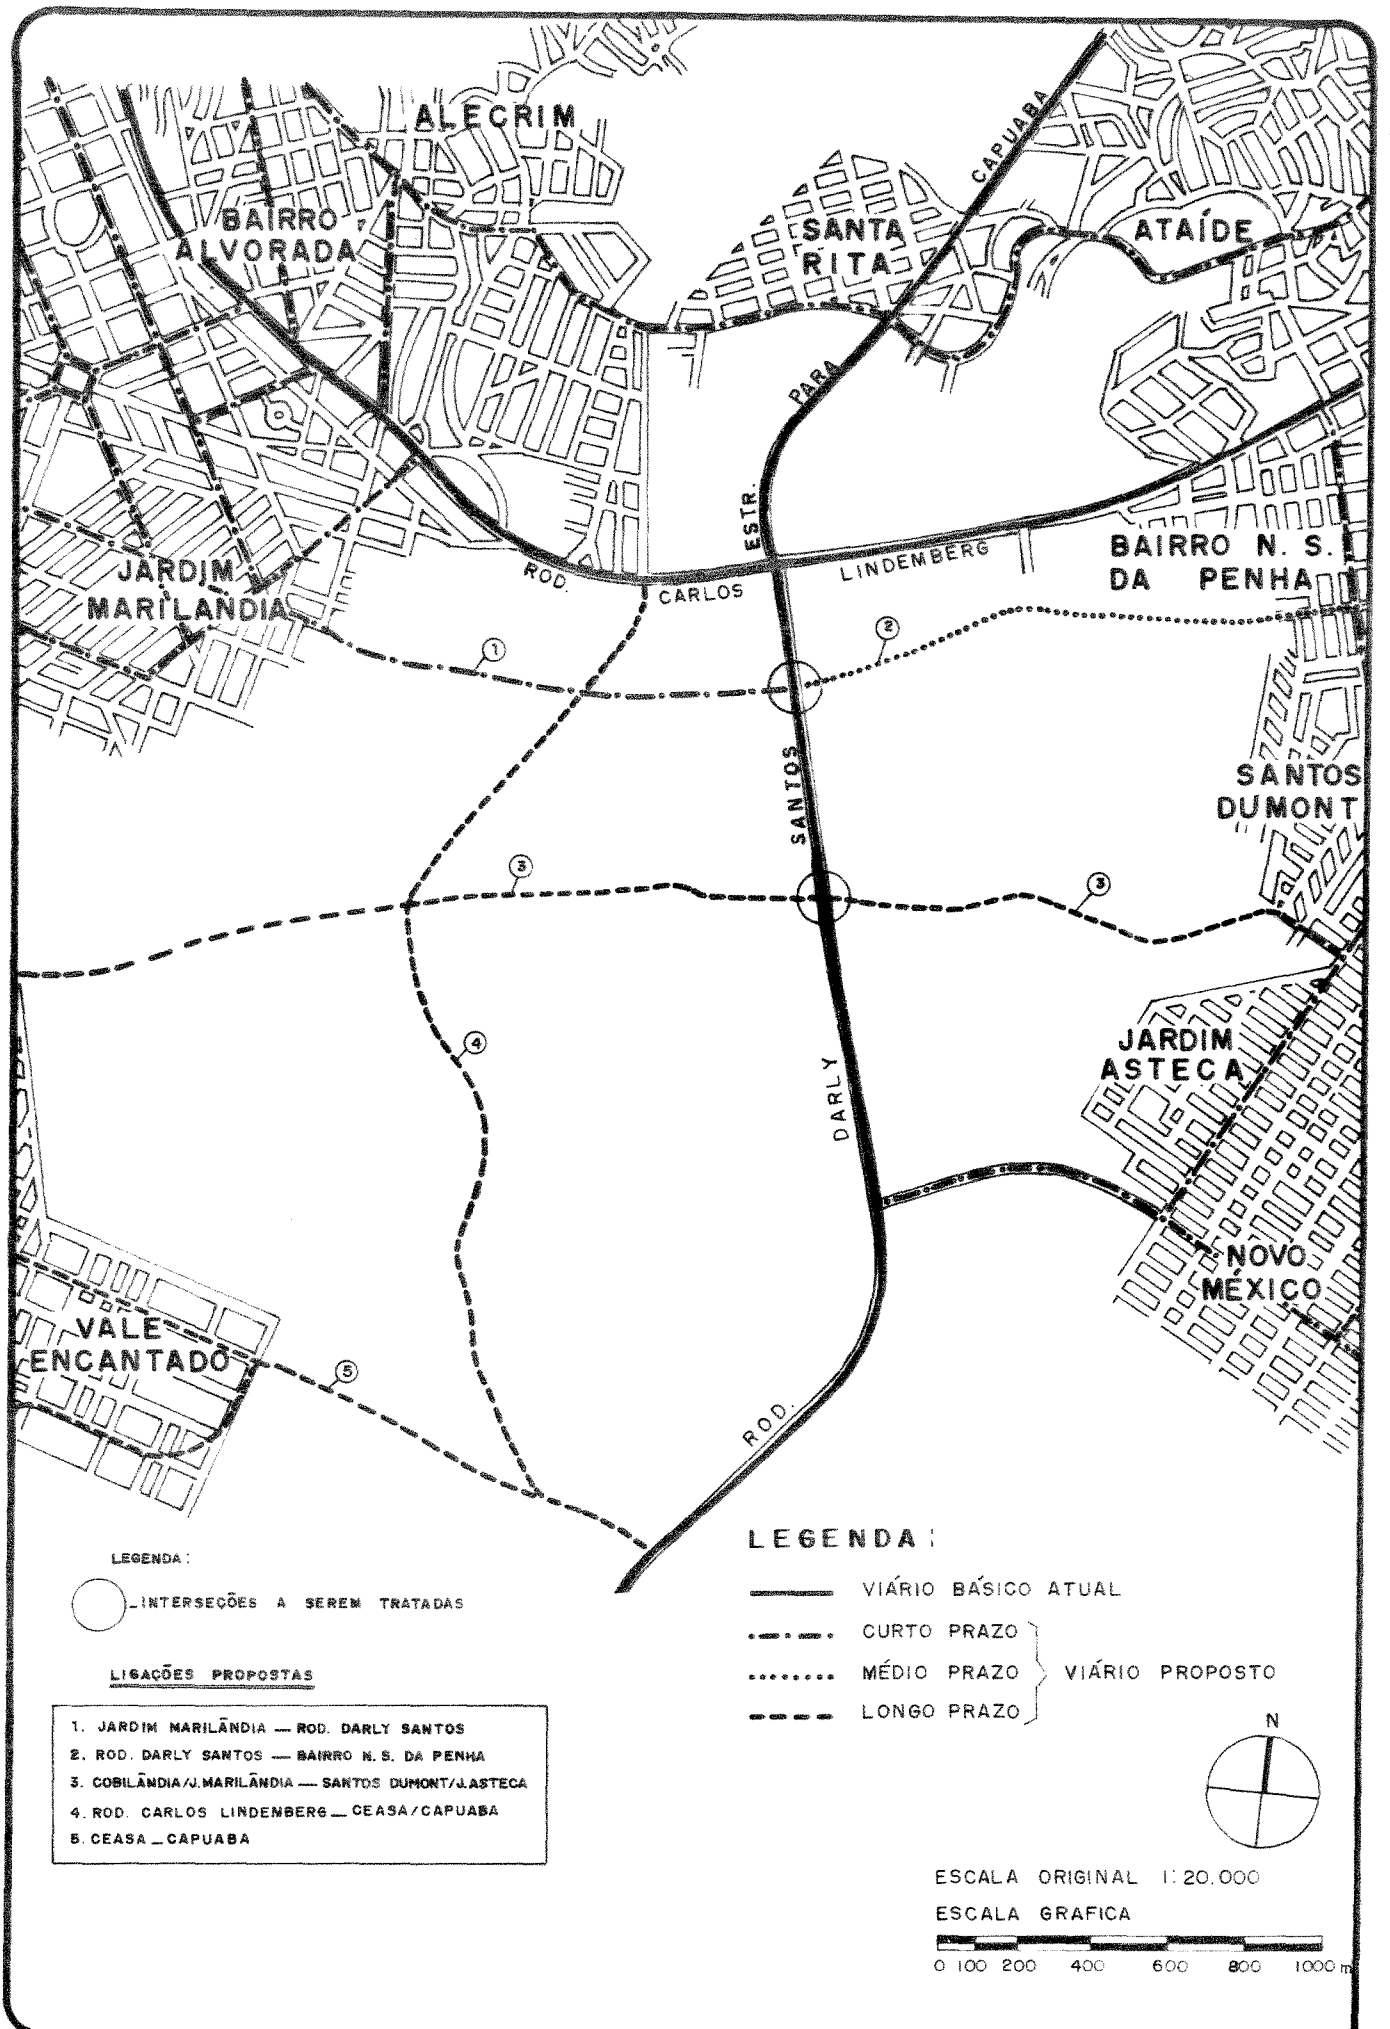 ALECRIM
CAPUABA
BAIRRO
ALVORADA
SANTA
RITA
ATAÍDE
PARA
ESTR.
ROD.
CARLOS
LINDEMBERG
BAIRRO N. S.
DA PENHA
JARDIM
MARILANDIA
1
2
SANTOS
SANTOS
DUMONT
3
3
4
DARLY
JARDIM
ASTECA
NOVO
MÉXICO
VALE
ENCANTADO
5
ROD.
LEGENDA:
INTERSEÇÕES A SEREM TRATADAS
LIGAÇÕES PROPOSTAS
1. JARDIM MARILÂNDIA — ROD. DARLY SANTOS
2. ROD. DARLY SANTOS — BAIRRO N. S. DA PENHA
3. COBILÂNDIA/J.MARILÂNDIA — SANTOS DUMONT/J.ASTECA
4. ROD. CARLOS LINDEMBERG — CEASA/CAPUABA
5. CEASA — CAPUABA
LEGENDA:
VIÁRIO BÁSICO ATUAL
CURTO PRAZO
MÉDIO PRAZO
VIÁRIO PROPOSTO
LONGO PRAZO
N
ESCALA ORIGINAL 1:20.000
ESCALA GRAFICA
0 100 200 400 600 800 1000 m